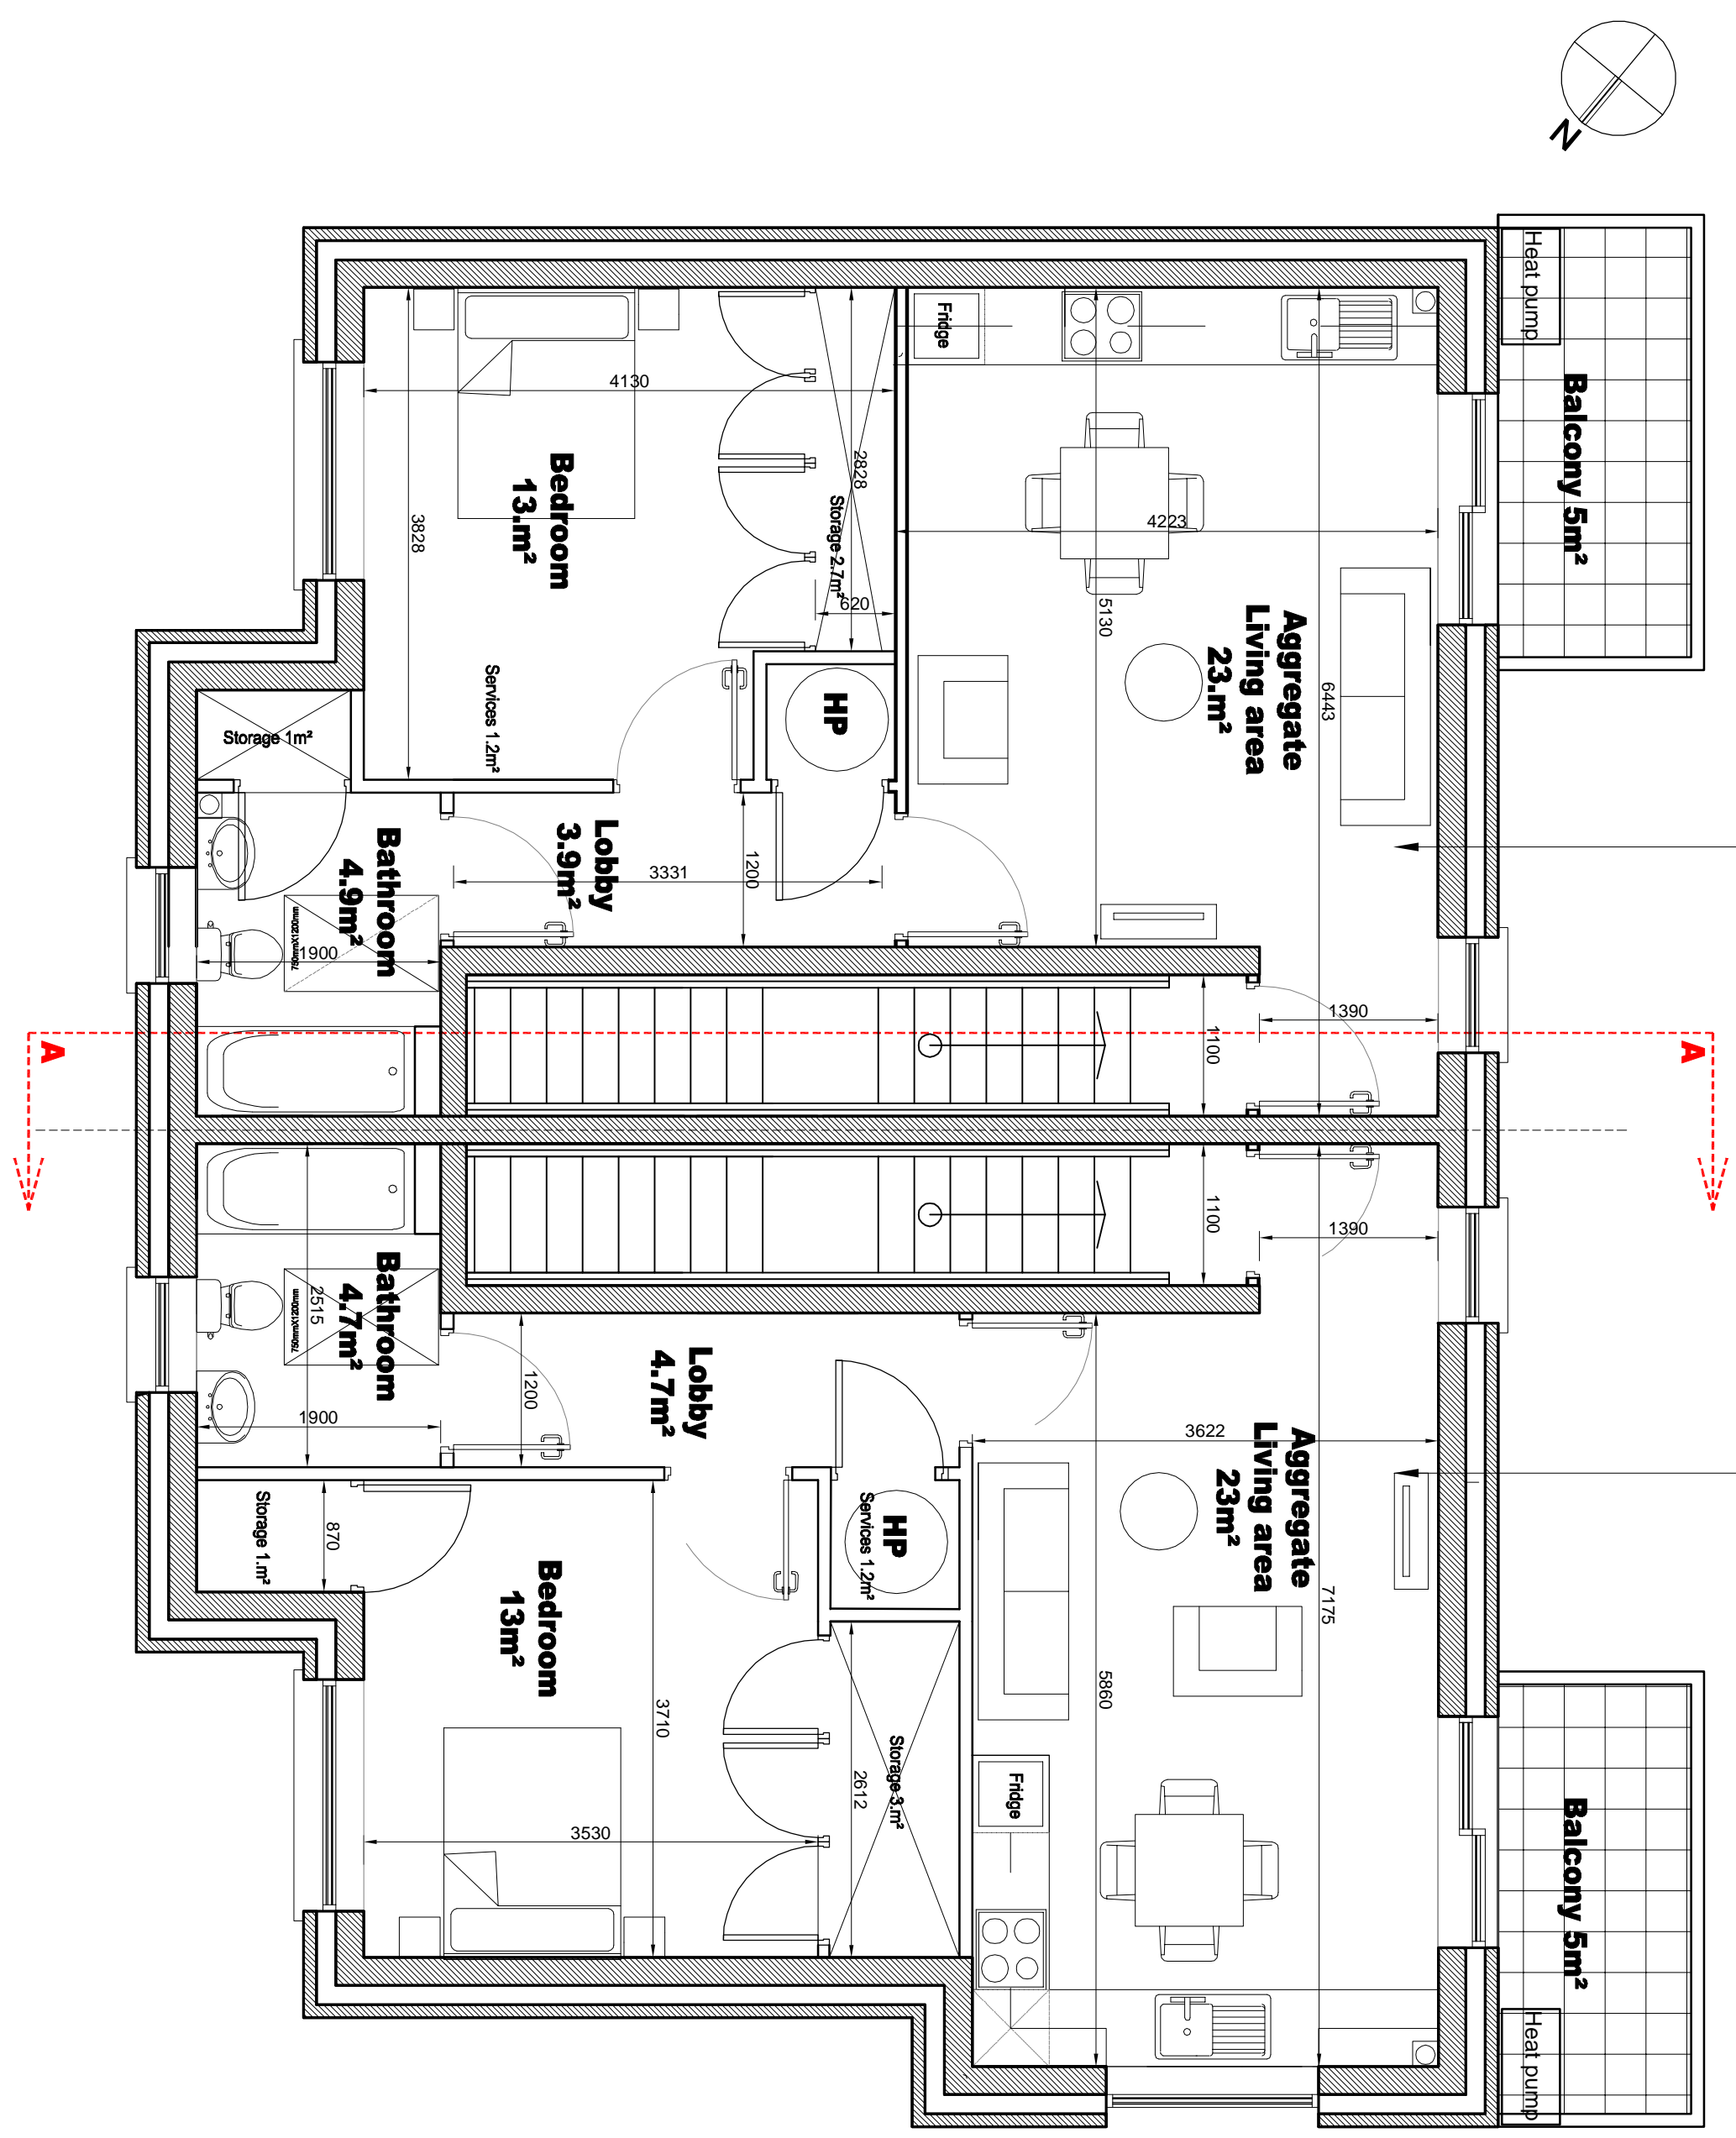 N
Heat pump
Balcony 5m²
Fridge
4130
2828
3828
Bedroom
13.m²
Storage 2.7m²
620
4223
5130
6443
Aggregate
Living area
23.m²
Services 1.2m²
HP
Storage 1m²
Bathroom
4.9m²
Lobby
3.9m²
3331
1200
750mmX1200mm
1900
1390
1100
A
A
1100
1390
Bathroom
4.7m²
2515
750mmX1200mm
1900
1200
Lobby
4.7m²
3622
Aggregate
Living area
23m²
7175
5860
HP
Services 1.2m²
Storage 1.m²
870
Bedroom
13m²
3710
3530
Storage 3.m²
2612
Fridge
Balcony 5m²
Heat pump